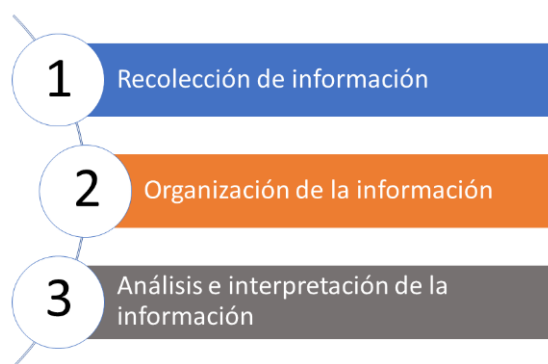 1
Recolección de información
2
Organización de la información
3
Análisis e interpretación de la
información